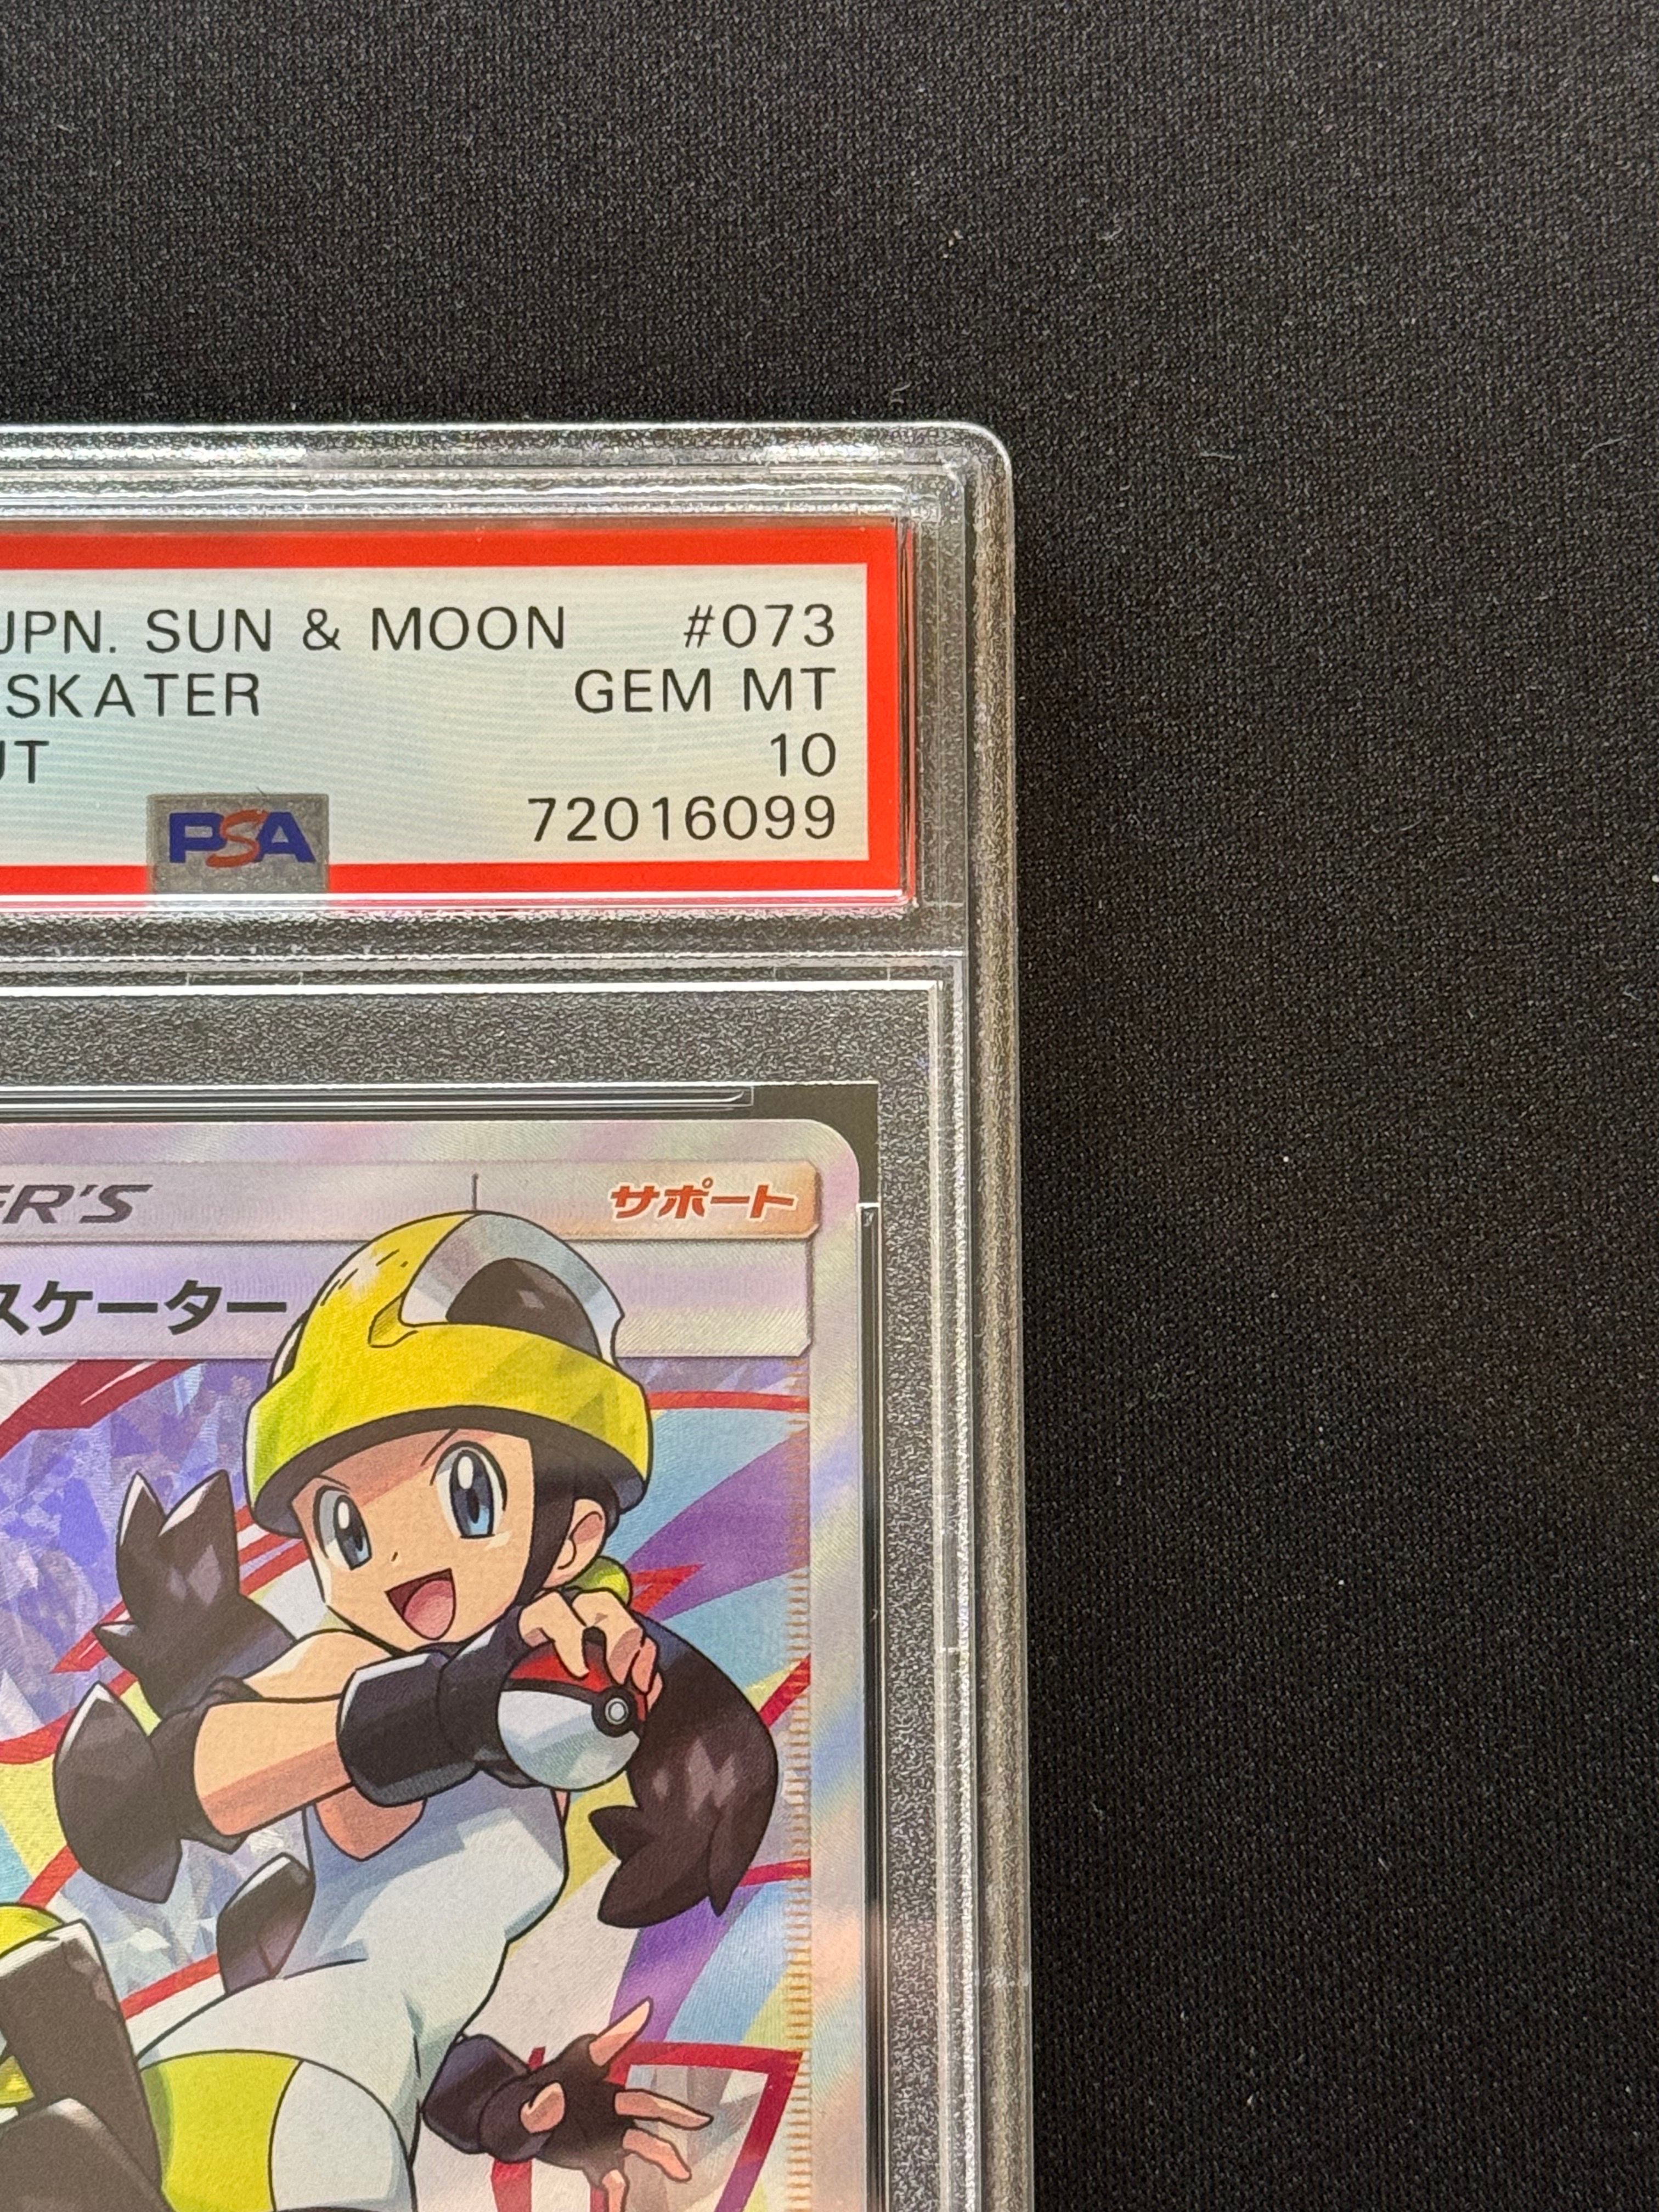 JPN. SUN & MOON #073
SKATER GEM MT
UT 10
PSA 72016099
ER'S サポート
スケーター